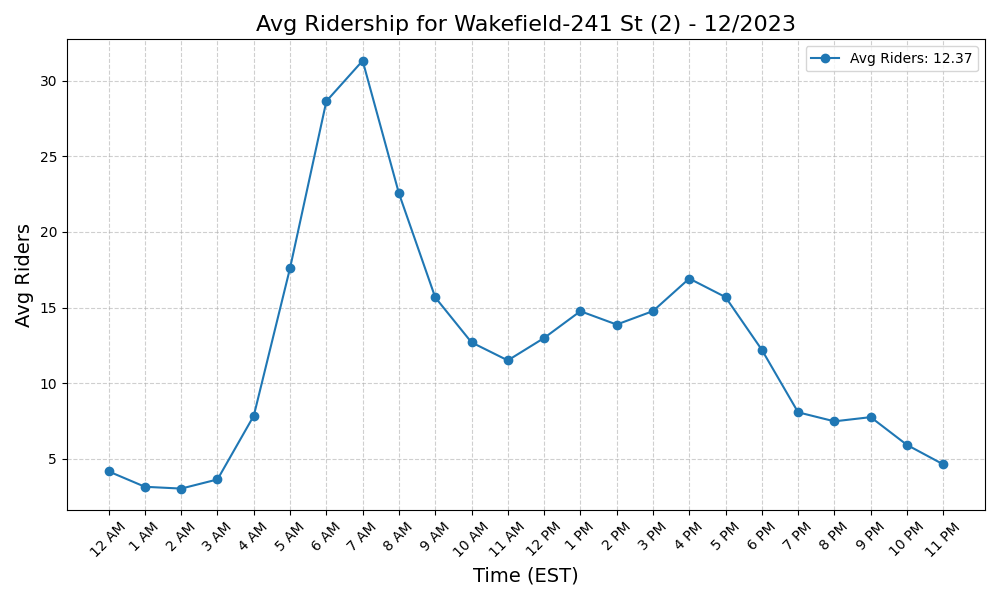 Avg Ridership for Wakefield-241 St (2) - 12/2023
Avg Riders: 12.37
Avg Riders
30
25
20
15
10
5
12 AM
1 AM
2 AM
3 AM
4 AM
5 AM
6 AM
7 AM
8 AM
9 AM
10 AM
11 AM
12 PM
1 PM
2 PM
3 PM
4 PM
5 PM
6 PM
7 PM
8 PM
9 PM
10 PM
11 PM
Time (EST)